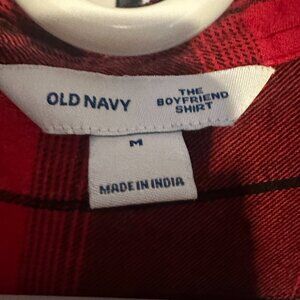 OLD NAVY
THE
BOYFRIEND
SHIRT
M
MADE IN INDIA